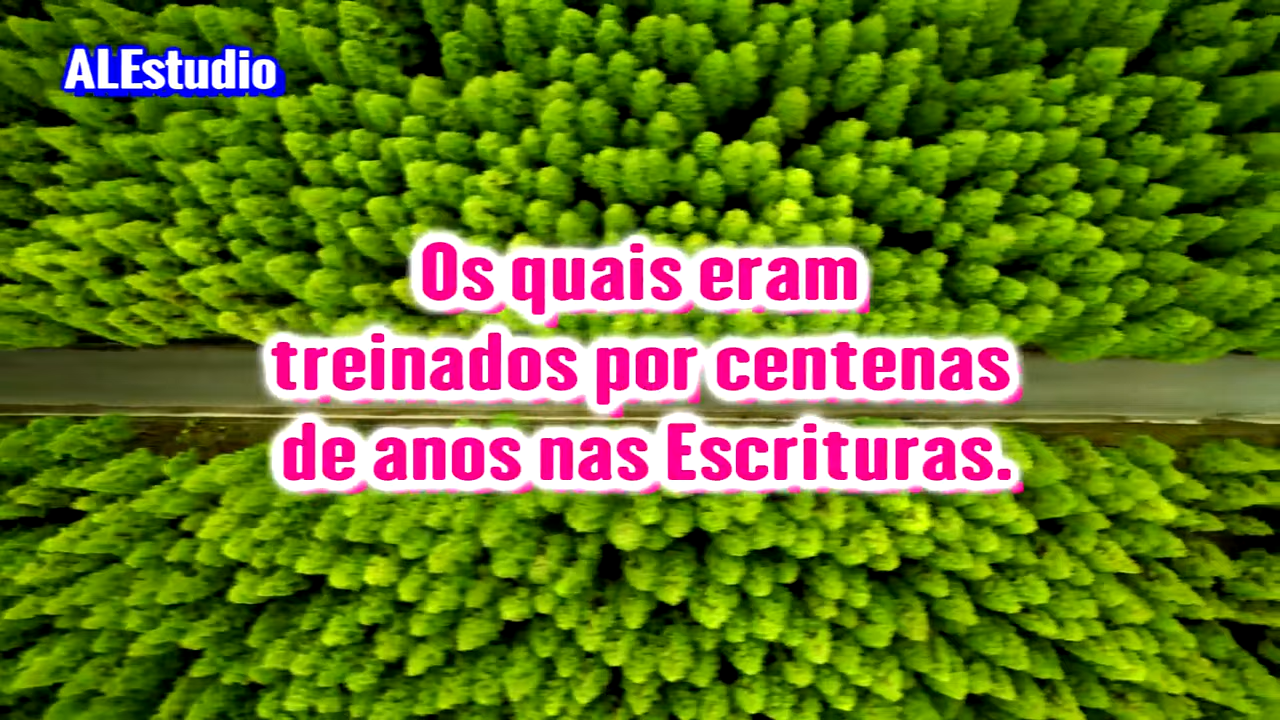 ALEstudio
Os quais eram
treinados por centenas
de anos nas Escrituras.